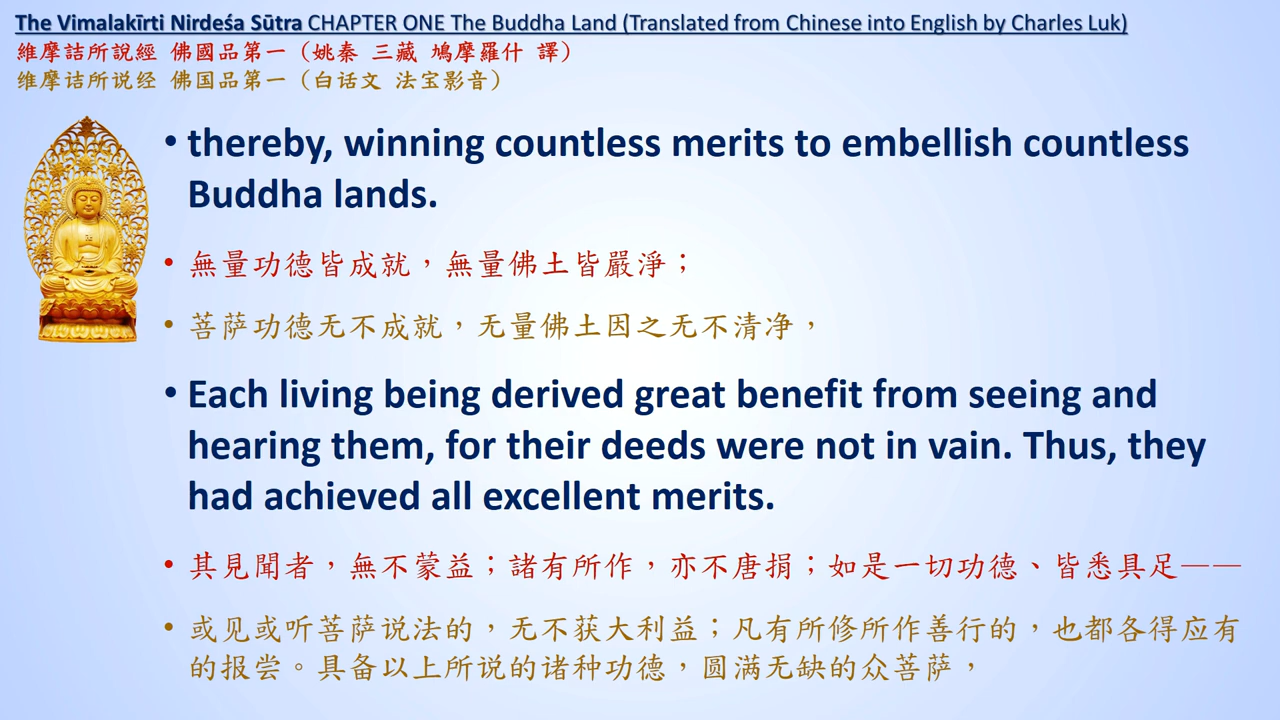 The Vimalakīrti Nirdeśa Sūtra CHAPTER ONE The Buddha Land (Translated from Chinese into English by Charles Luk)
維摩詰所說經 佛國品第一（姚秦 三藏 鳩摩羅什 譯）
维摩诘所说经 佛国品第一（白话文 法宝影音）
• thereby, winning countless merits to embellish countless
Buddha lands.
• 無量功德皆成就，無量佛土皆嚴淨；
• 菩萨功德无不成就，无量佛土因之无不清净，
• Each living being derived great benefit from seeing and
hearing them, for their deeds were not in vain. Thus, they
had achieved all excellent merits.
• 其見聞者，無不蒙益；諸有所作，亦不唐捐；如是一切功德、皆悉具足——
• 或见或听菩萨说法的，无不获大利益；凡有所修所作善行的，也都各得应有
的报尝。具备以上所说的诸种功德，圆满无缺的众菩萨，